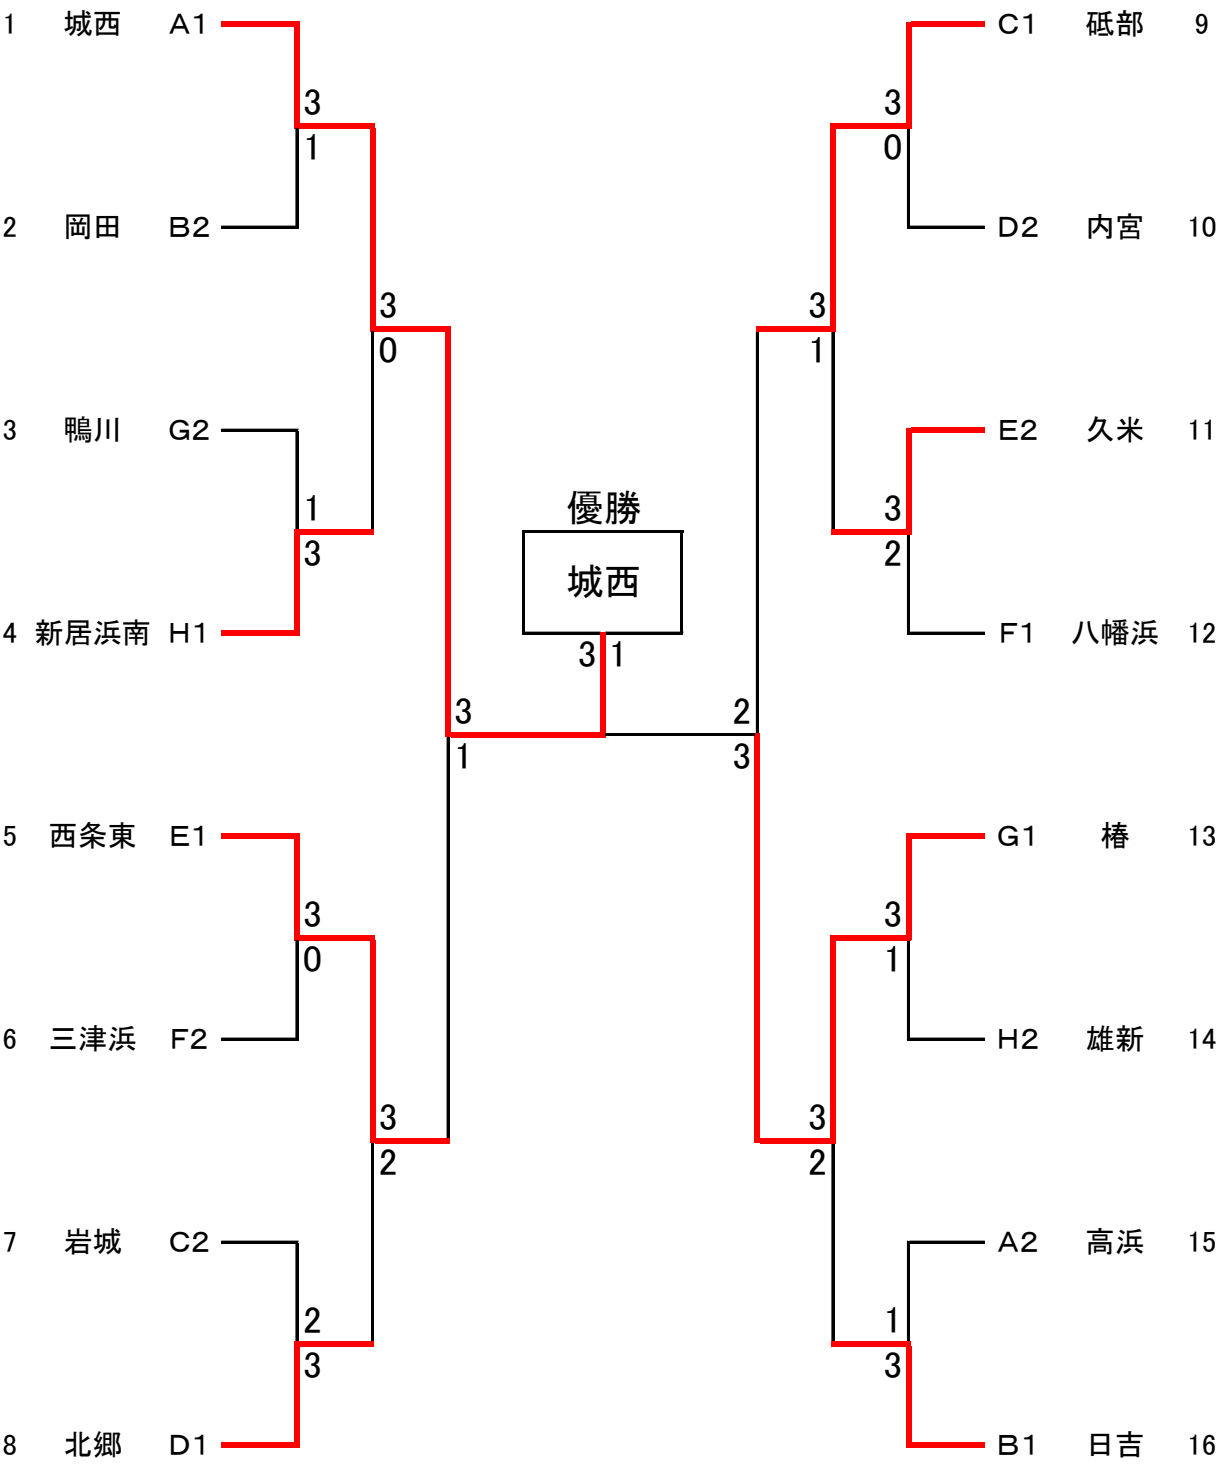 1 城西 A1
C1 砥部 9
3 3
1 0
2 岡田 B2
D2 内宮 10
3 3
0 1
3 鴨川 G2
E2 久米 11
優勝
1 3
3 2
城西
4 新居浜南 H1
F1 八幡浜 12
3 1
3 2
1 3
5 西条東 E1
G1 椿 13
3 3
0 1
6 三津浜 F2
H2 雄新 14
3 3
2 2
7 岩城 C2
A2 高浜 15
2 1
3 3
8 北郷 D1
B1 日吉 16